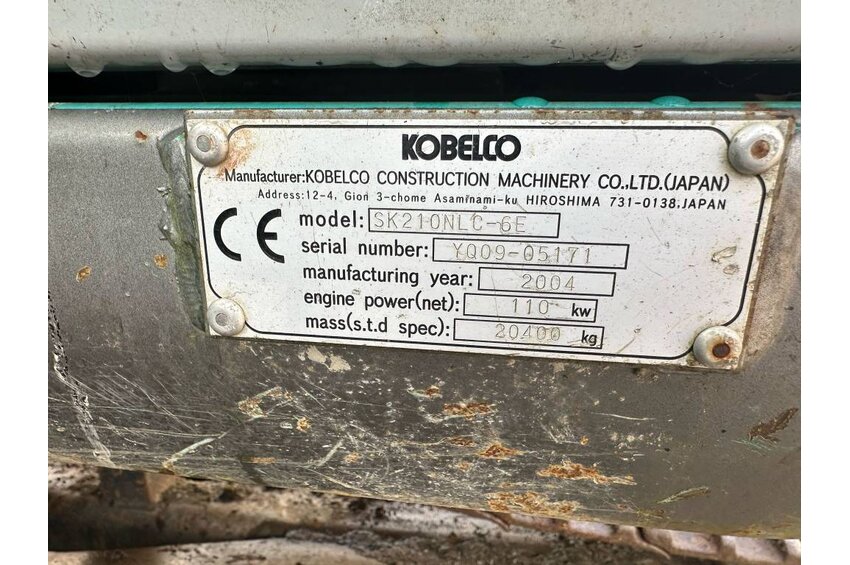 KOBELCO
Manufacturer:KOBELCO CONSTRUCTION MACHINERY CO.,LTD.(JAPAN)
Address:12-4, Gion 3-chome Asaminami-ku HIROSHIMA 731-0138.JAPAN
CE
model: SK210NLC-6E
serial number: YQ09-05171
manufacturing year: 2004
engine power(net): 110 kw
mass(s.t.d spec): 20400 kg